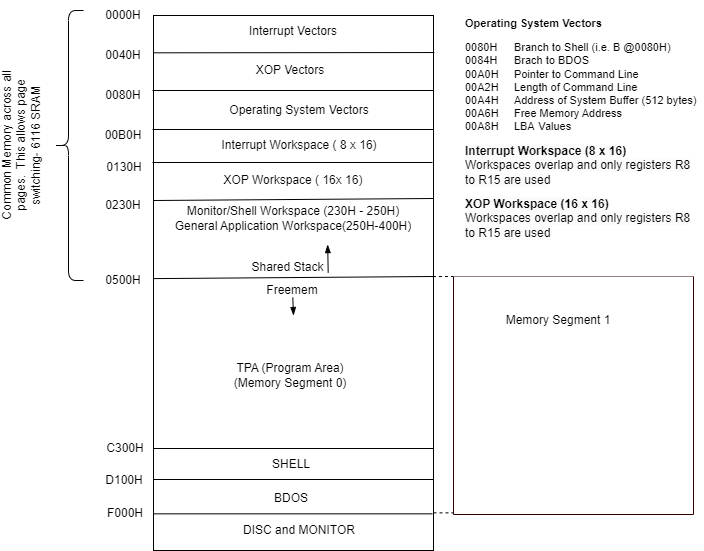 Common Memory across all
pages. This allows page
switching- 6116 SRAM
0000H
Interrupt Vectors
0040H
XOP Vectors
0080H
Operating System Vectors
00B0H
Interrupt Workspace ( 8 x 16)
0130H
XOP Workspace ( 16x 16)
0230H
Monitor/Shell Workspace (230H - 250H)
General Application Workspace(250H-400H)
Shared Stack
0500H
Freemem
TPA (Program Area)
(Memory Segment 0)
C300H
SHELL
D100H
BDOS
F000H
DISC and MONITOR
Operating System Vectors
0080H Branch to Shell (i.e. B @0080H)
0084H Brach to BDOS
00A0H Pointer to Command Line
00A2H Length of Command Line
00A4H Address of System Buffer (512 bytes)
00A6H Free Memory Address
00A8H LBA Values
Interrupt Workspace (8 x 16)
Workspaces overlap and only registers R8
to R15 are used
XOP Workspace (16 x 16)
Workspaces overlap and only registers R8
to R15 are used
Memory Segment 1